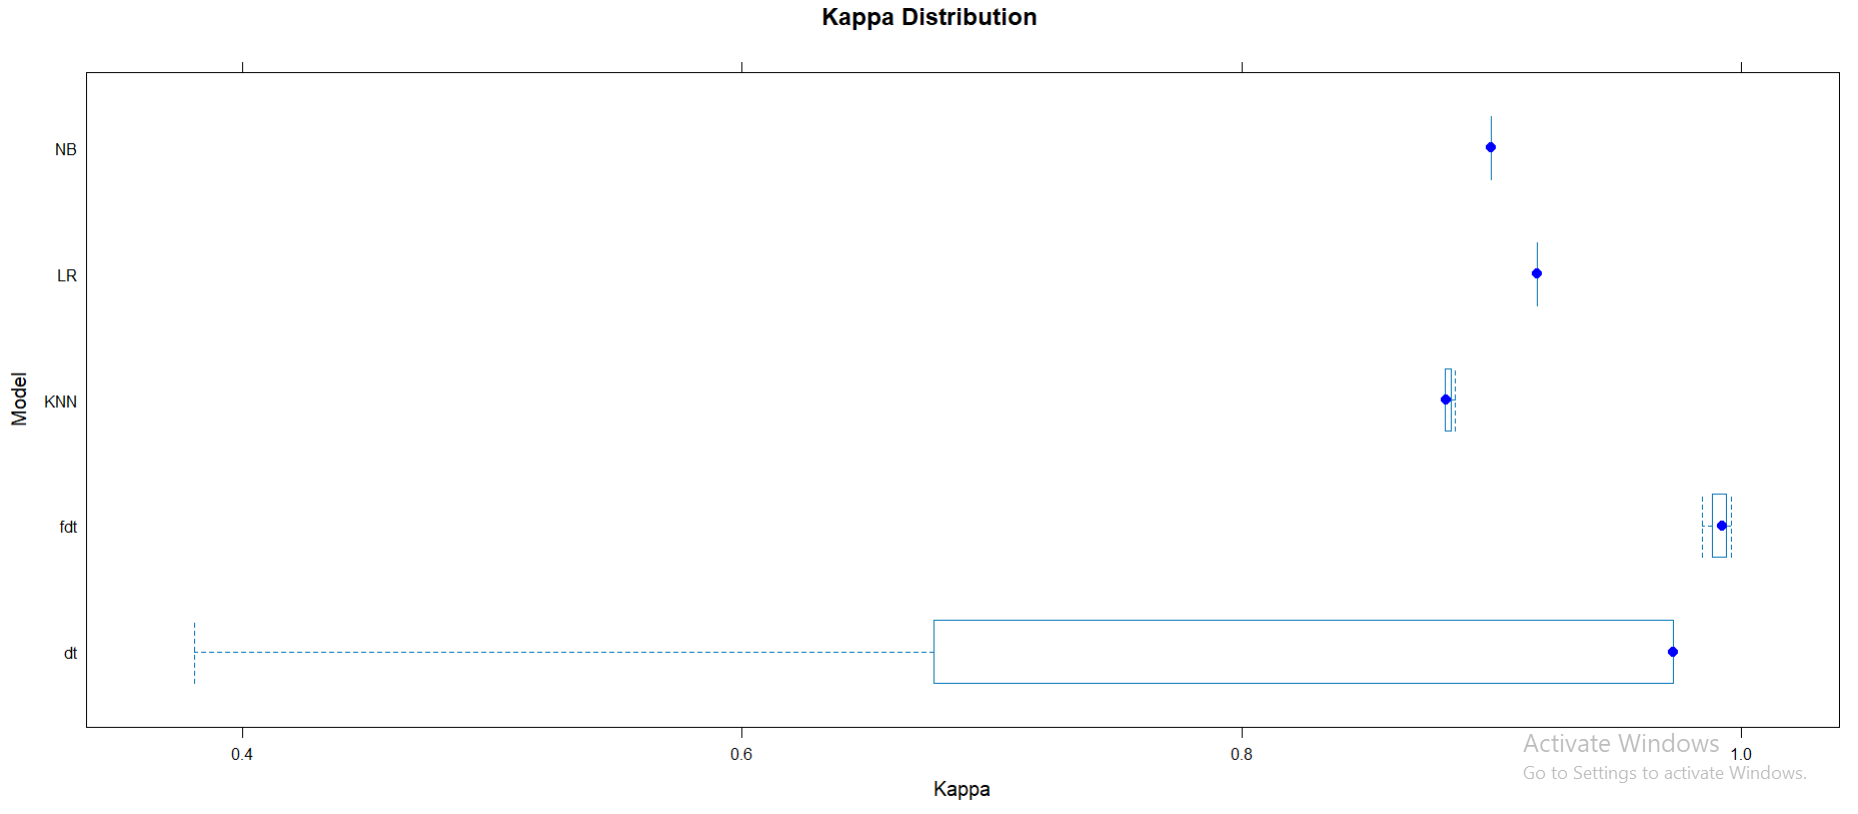 Kappa Distribution
Model
NB
LR
KNN
fdt
dt
0.4 0.6 0.8 1.0
Kappa
Activate Windows
Go to Settings to activate Windows.